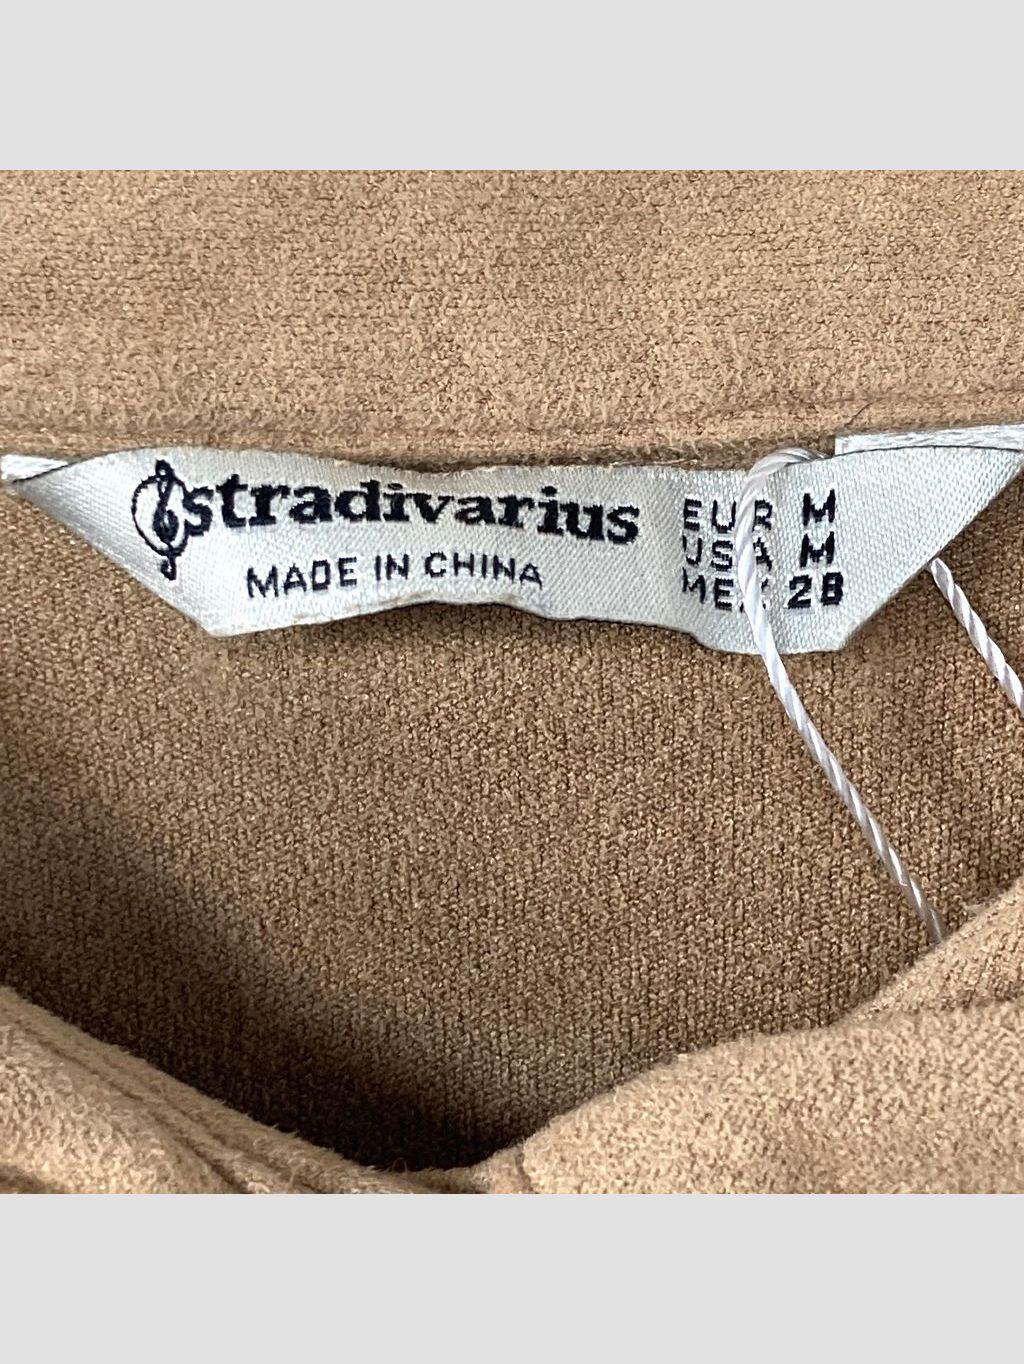 stradivarius
MADE IN CHINA
EUR M
USA M
MEX 28